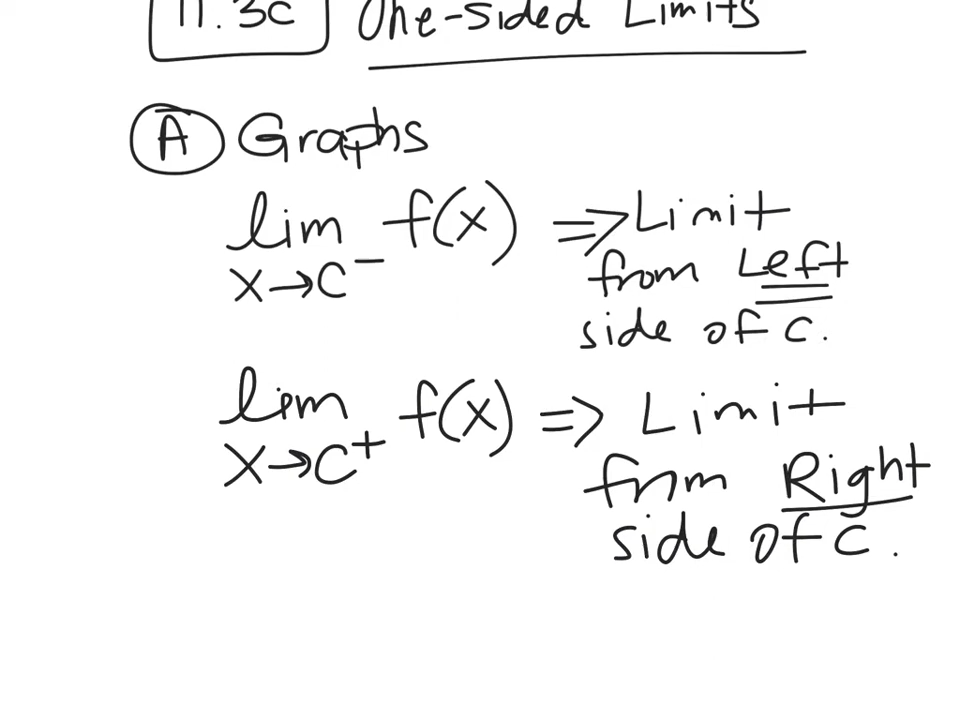 11.3c One-sided Limits
A Graphs
lim f(x) ⇒ Limit
x→c⁻ from Left
side of c.
lim f(x) ⇒ Limit
x→c⁺ from Right
side of c.